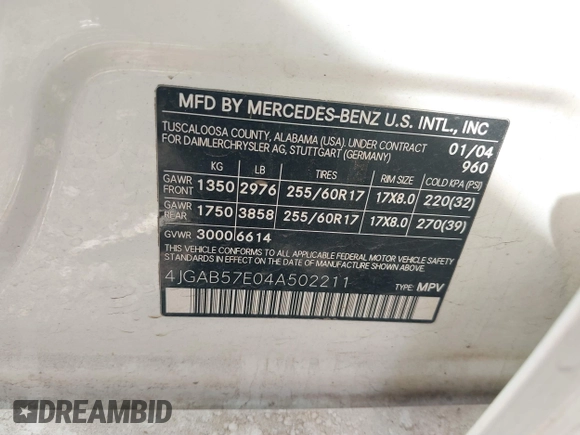 MFD BY MERCEDES-BENZ U.S. INTL., INC
TUSCALOOSA COUNTY, ALABAMA (USA). UNDER CONTRACT 01/04
FOR DAIMLERCHRYSLER AG, STUTTGART (GERMANY) 960
KG LB TIRES RIM SIZE COLD KPA (PSI)
GAWR FRONT 1350 2976 255/60R17 17X8.0 220(32)
GAWR REAR 1750 3858 255/60R17 17X8.0 270(39)
GVWR 3000 6614
THIS VEHICLE CONFORMS TO ALL APPLICABLE FEDERAL MOTOR VEHICLE SAFETY
STANDARDS IN EFFECT ON THE DATE OF MANUFACTURE SHOWN ABOVE.
4JGAB57E04A502211 TYPE: MPV
DREAMBID